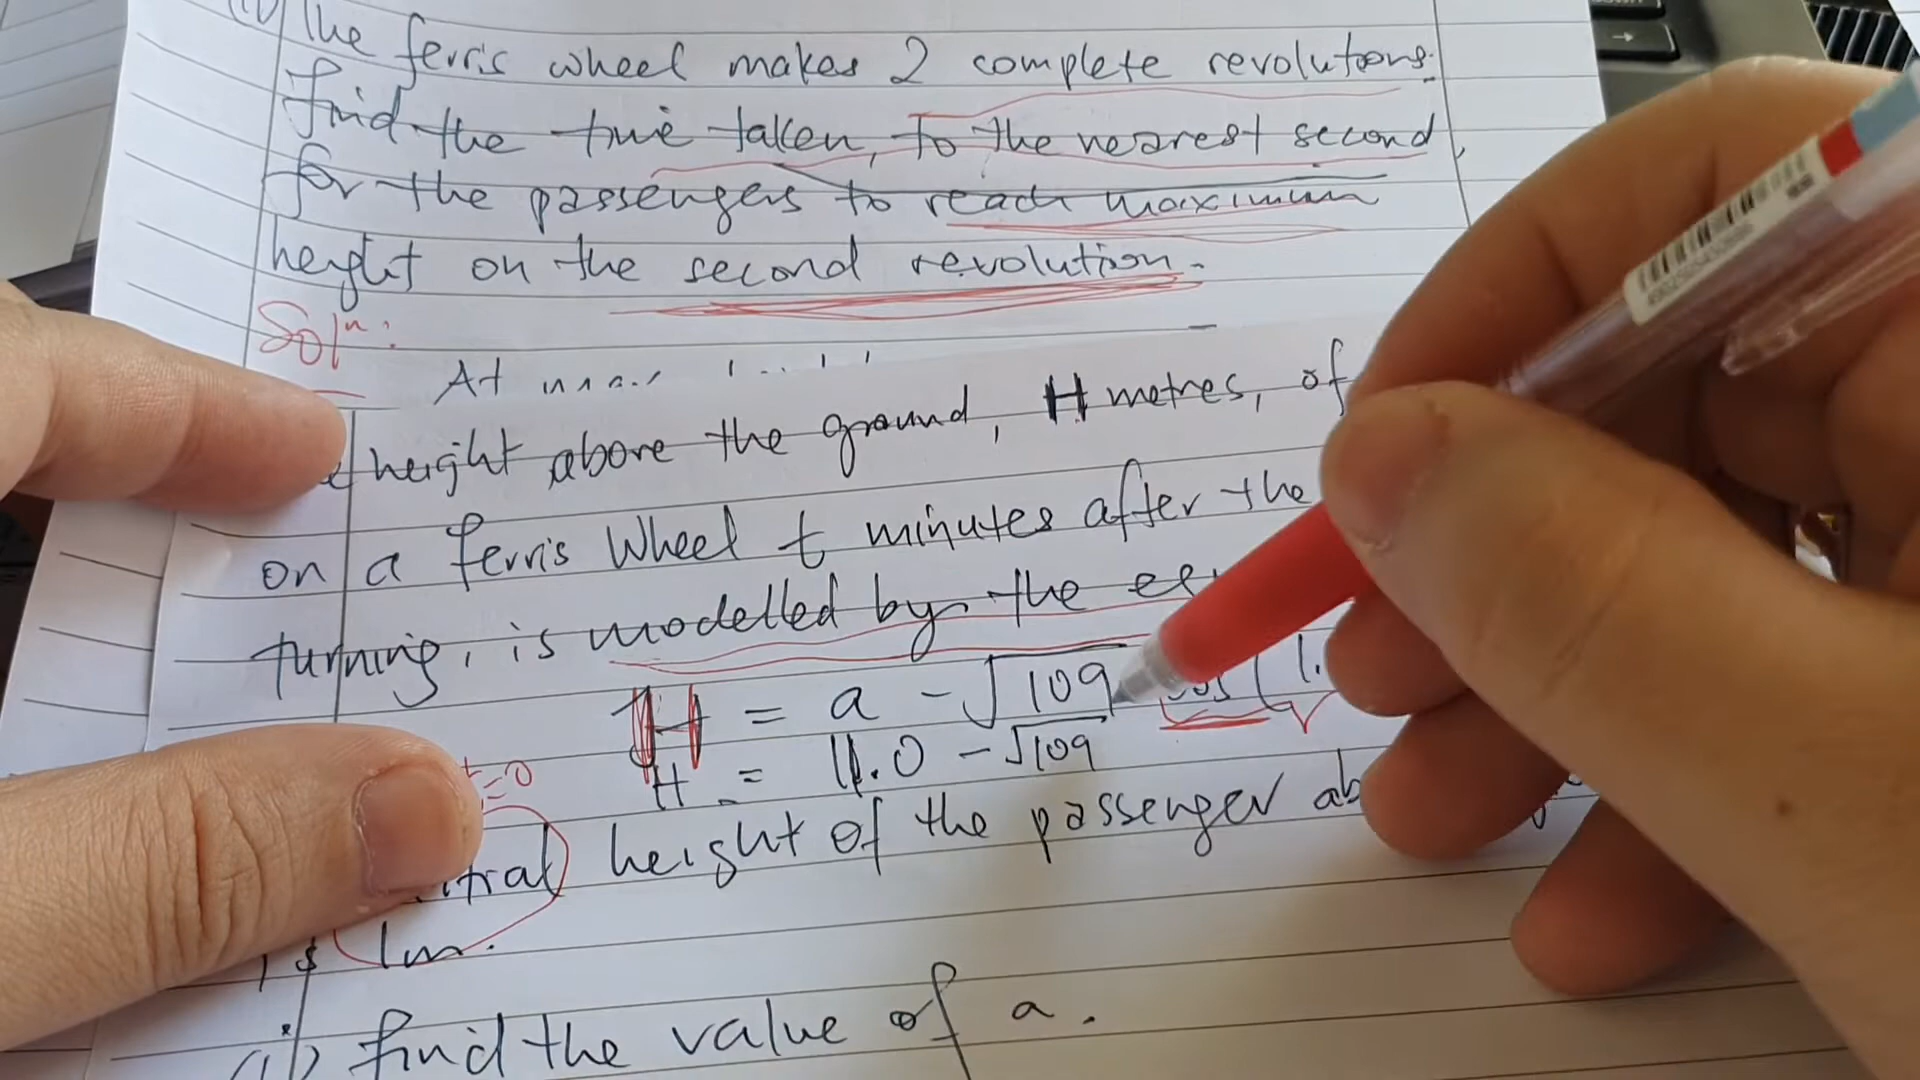 The ferris wheel makes 2 complete revolutions.
find the time taken, to the nearest second,
for the passengers to reach maximum
height on the second revolution.
Solⁿ:
At
height above the ground, H metres, of
on a ferris wheel t minutes after the
turning, is modelled by the
H = a - √109 cos (1.
H = 11.0 - √109
t=0
height of the passenger
is 1m.
(i) find the value of a.